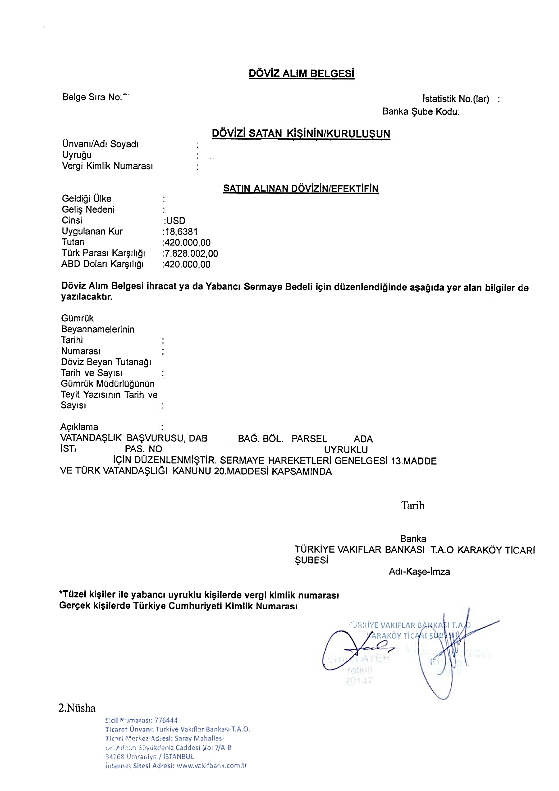 DÖVİZ ALIM BELGESİ
Belge Sıra No.
İstatistik No.(lar) :
Banka Şube Kodu.
DÖVİZİ SATAN KİŞİNİN/KURULUŞUN
Ünvanı/Adı Soyadı :
Uyruğu :
Vergi Kimlik Numarası :
SATIN ALINAN DÖVİZİN/EFEKTİFİN
Geldiği Ülke :
Geliş Nedeni :
Cinsi :USD
Uygulanan Kur :18,6381
Tutarı :420.000,00
Türk Parası Karşılığı :7.828.002,00
ABD Doları Karşılığı :420.000,00
Döviz Alım Belgesi ihracat ya da Yabancı Sermaye Bedeli için düzenlendiğinde aşağıda yer alan bilgiler de
yazılacaktır.
Gümrük
Beyannamelerinin
Tarihi :
Numarası :
Döviz Beyan Tutanağı
Tarih ve Sayısı :
Gümrük Müdürlüğünün
Teyit Yazısının Tarih ve
Sayısı :
Açıklama :
VATANDAŞLIK BAŞVURUSU, DAB BAĞ. BÖL. PARSEL ADA
İST. PAS. NO UYRUKLU
İÇİN DÜZENLENMİŞTİR. SERMAYE HAREKETLERİ GENELGESİ 13.MADDE
VE TÜRK VATANDAŞLIĞI KANUNU 20.MADDESİ KAPSAMINDA
Tarih
Banka
TÜRKİYE VAKIFLAR BANKASI T.A.O KARAKÖY TİCARİ
ŞUBESİ
Adı-Kaşe-İmza
*Tüzel kişiler ile yabancı uyruklu kişilerde vergi kimlik numarası
Gerçek kişilerde Türkiye Cumhuriyeti Kimlik Numarası
TÜRKİYE VAKIFLAR BANKASI T.A.O.
KARAKÖY TİCARİ ŞUBESİ
2.Nüsha
Sicil Numarası: 776444
Ticaret Ünvanı: Türkiye Vakıflar Bankası T.A.O.
Ticari Merkez Adresi: Saray Mahallesi
Dr. Adnan Büyükdeniz Caddesi No: 7/A-B
34768 Ümraniye / İSTANBUL
İnternet Sitesi Adresi: www.vakifbank.com.tr